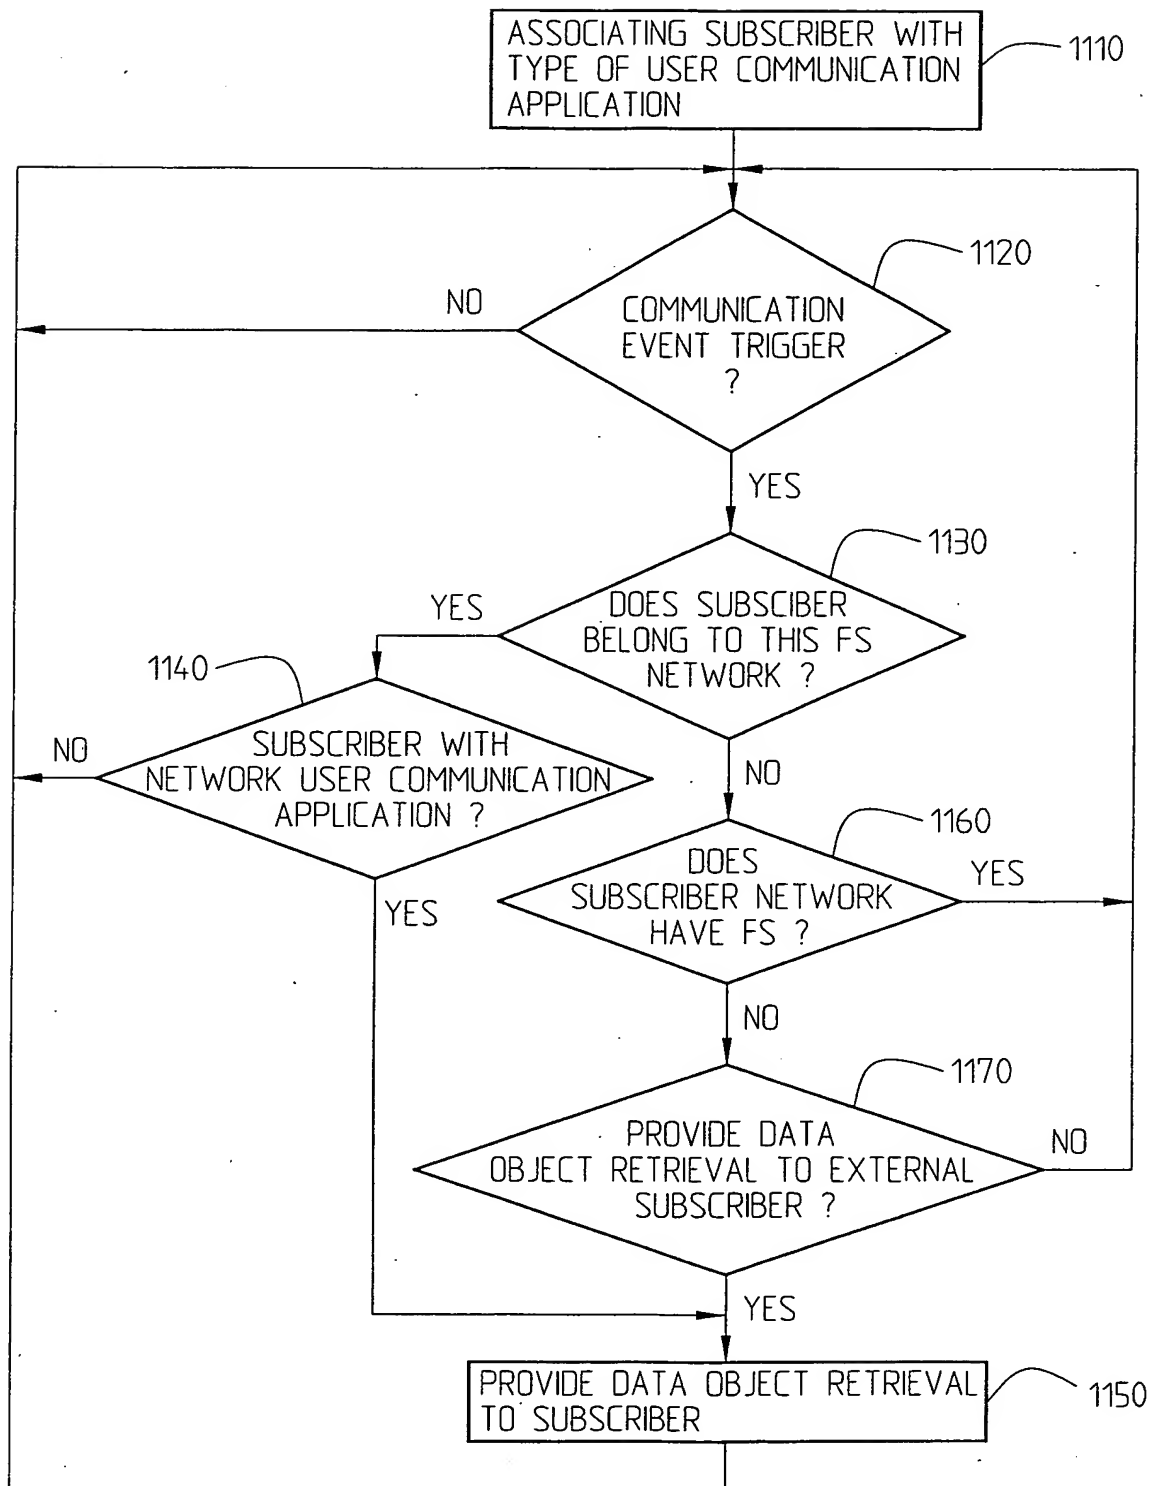 ASSOCIATING SUBSCRIBER WITH
TYPE OF USER COMMUNICATION
APPLICATION
1110
1120
NO
COMMUNICATION
EVENT TRIGGER
?
YES
1130
YES
DOES SUBSCIBER
BELONG TO THIS FS
NETWORK ?
1140
NO
SUBSCRIBER WITH
NETWORK USER COMMUNICATION
APPLICATION ?
NO
1160
DOES
SUBSCRIBER NETWORK
HAVE FS ?
YES
YES
NO
1170
PROVIDE DATA
OBJECT RETRIEVAL TO EXTERNAL
SUBSCRIBER ?
NO
YES
PROVIDE DATA OBJECT RETRIEVAL
TO SUBSCRIBER
1150